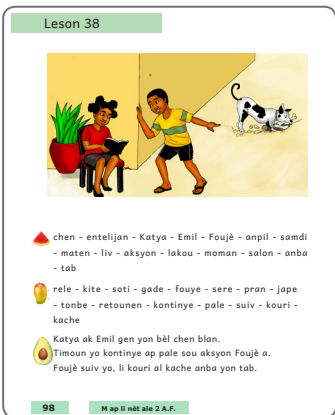 Leson 38
chen – entelijan – Katya – Emil – Foujè – anpil – samdi
– maten – liv – aksyon – lakou – moman – salon – anba
– tab
rele – kite – soti – gade – fouye – sere – pran – jape
– tonbe – retounen – kontinye – pale – suiv – kouri –
kache
Katya ak Emil gen yon bèl chen blan.
Timoun yo kontinye ap pale sou aksyon Foujè a.
Foujè suiv yo, li kouri al kache anba yon tab.
98 M ap li nèt ale 2 A.F.